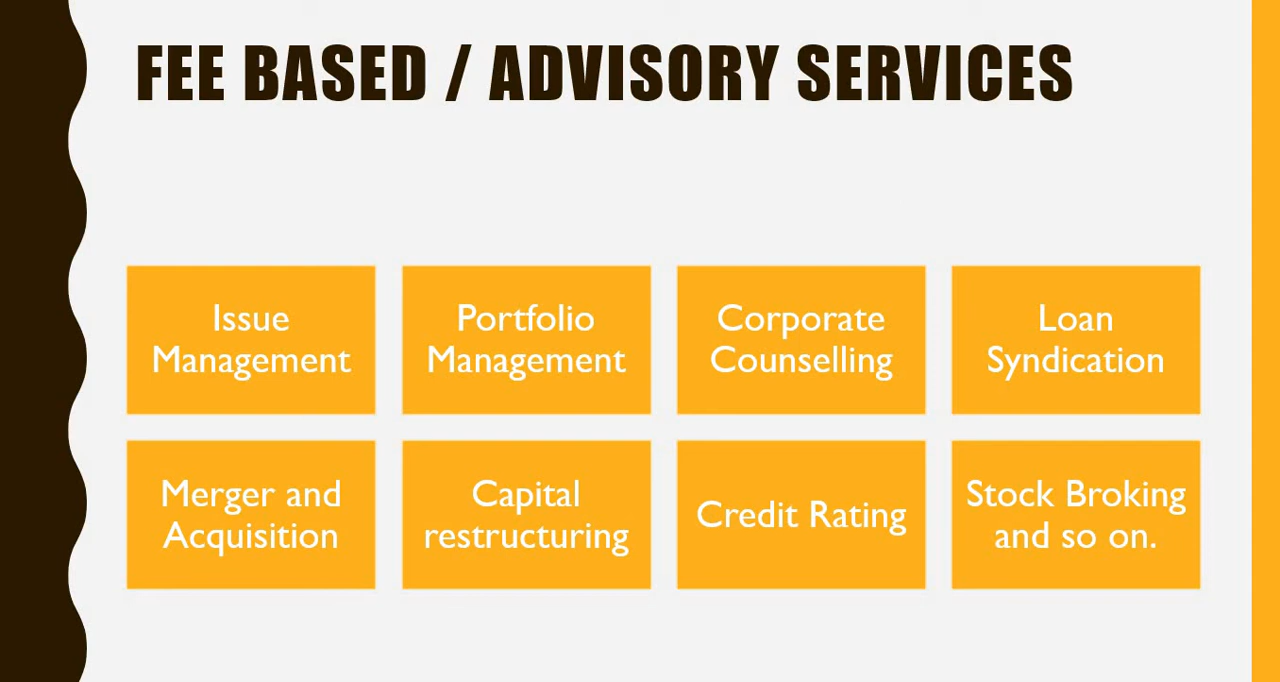 FEE BASED / ADVISORY SERVICES
Issue
Management
Portfolio
Management
Corporate
Counselling
Loan
Syndication
Merger and
Acquisition
Capital
restructuring
Credit Rating
Stock Broking
and so on.